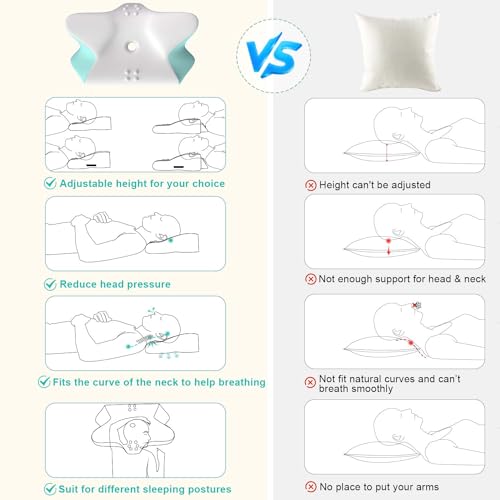 VS
Adjustable height for your choice
Height can't be adjusted
Reduce head pressure
Not enough support for head & neck
Fits the curve of the neck to help breathing
Not fit natural curves and can't
breath smoothly
Suit for different sleeping postures
No place to put your arms